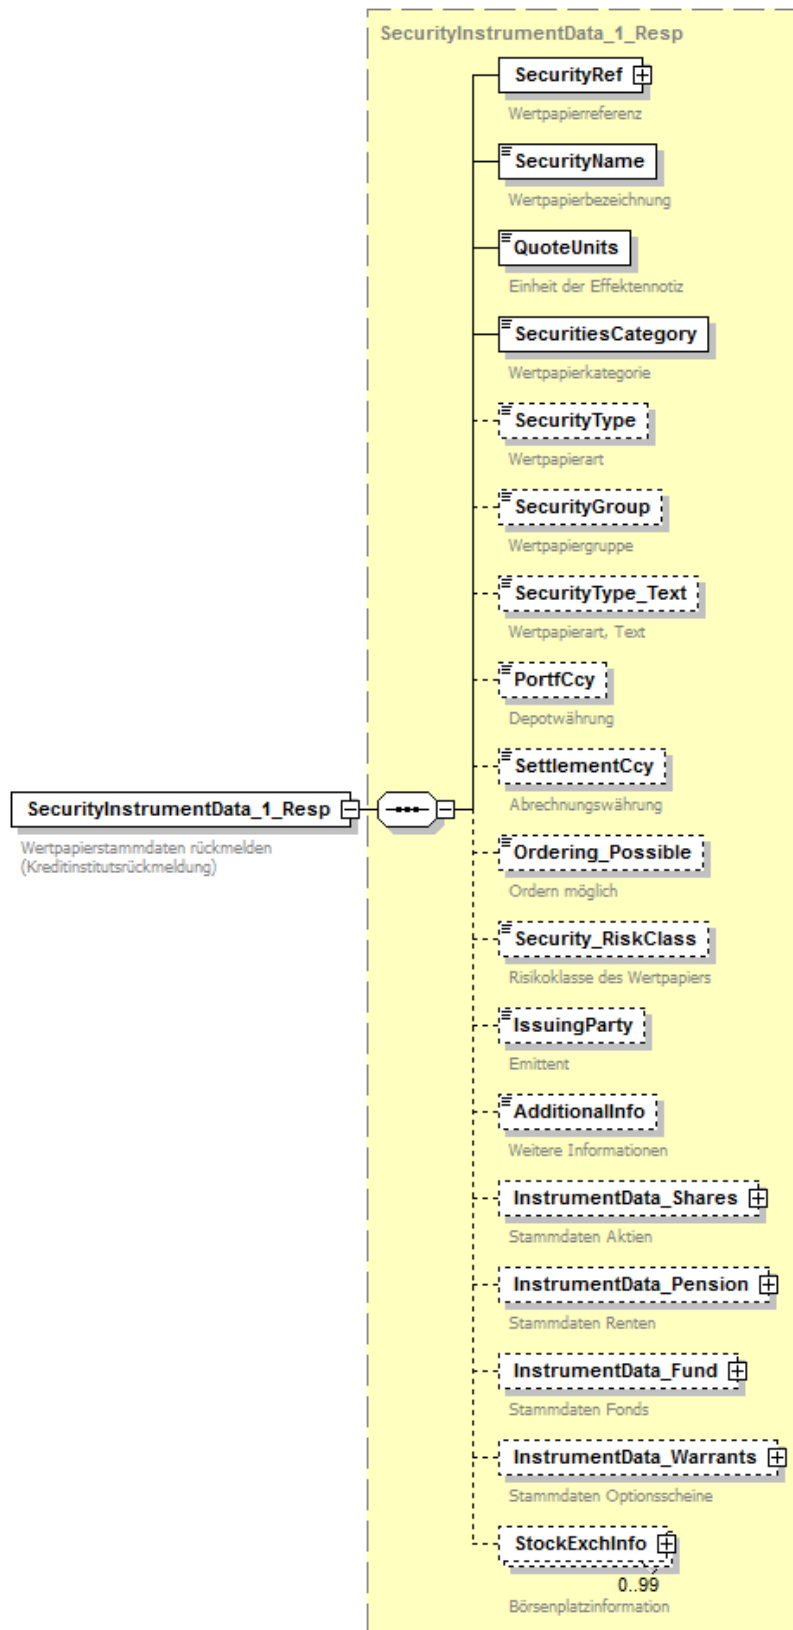 SecurityInstrumentData_1_Resp
SecurityRef
Wertpapierreferenz
SecurityName
Wertpapierbezeichnung
QuoteUnits
Einheit der Effektennotiz
SecuritiesCategory
Wertpapierkategorie
SecurityType
Wertpapierart
SecurityGroup
Wertpapiergruppe
SecurityType_Text
Wertpapierart, Text
PortfCcy
Depotwährung
SettlementCcy
Abrechnungswährung
SecurityInstrumentData_1_Resp
Wertpapierstammdaten rückmelden
(Kreditinstitutsrückmeldung)
Ordering_Possible
Ordern möglich
Security_RiskClass
Risikoklasse des Wertpapiers
IssuingParty
Emittent
AdditionalInfo
Weitere Informationen
InstrumentData_Shares
Stammdaten Aktien
InstrumentData_Pension
Stammdaten Renten
InstrumentData_Fund
Stammdaten Fonds
InstrumentData_Warrants
Stammdaten Optionsscheine
StockExchInfo
0..99
Börsenplatzinformation